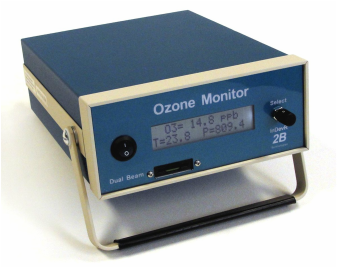 Ozone Monitor
Select
O3= 14.8 ppb
T=23.8 P=809.4
2B
Dual Beam